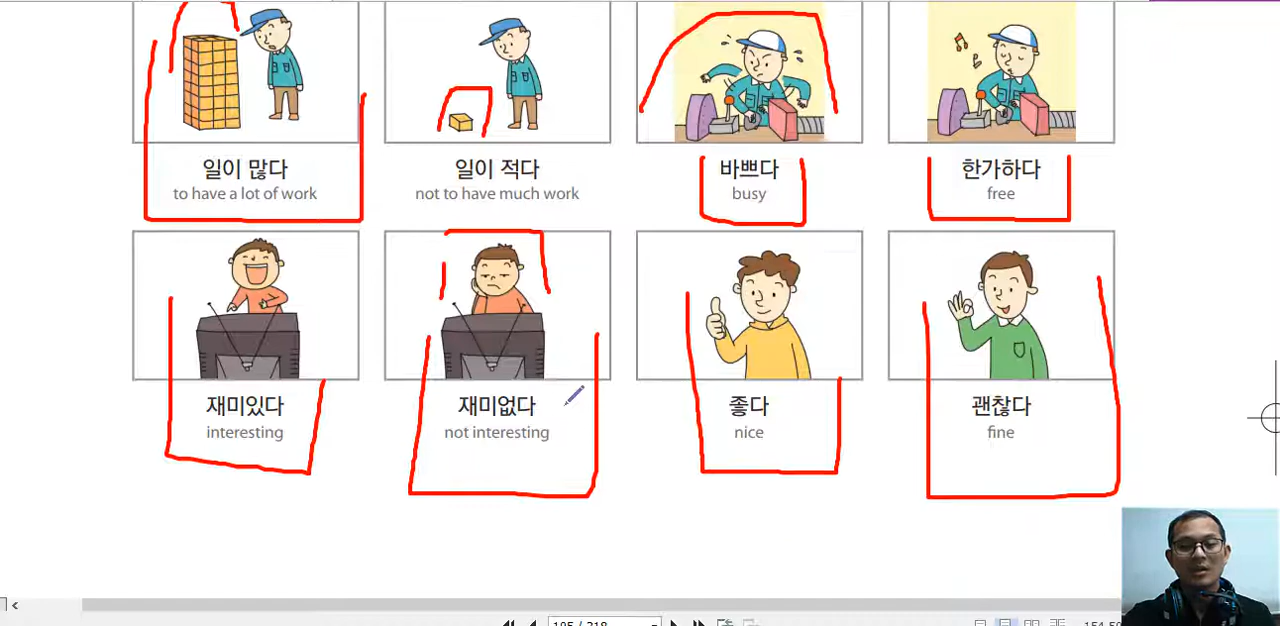 일이 많다
to have a lot of work
일이 적다
not to have much work
바쁘다
busy
한가하다
free
재미있다
interesting
재미없다
not interesting
좋다
nice
괜찮다
fine